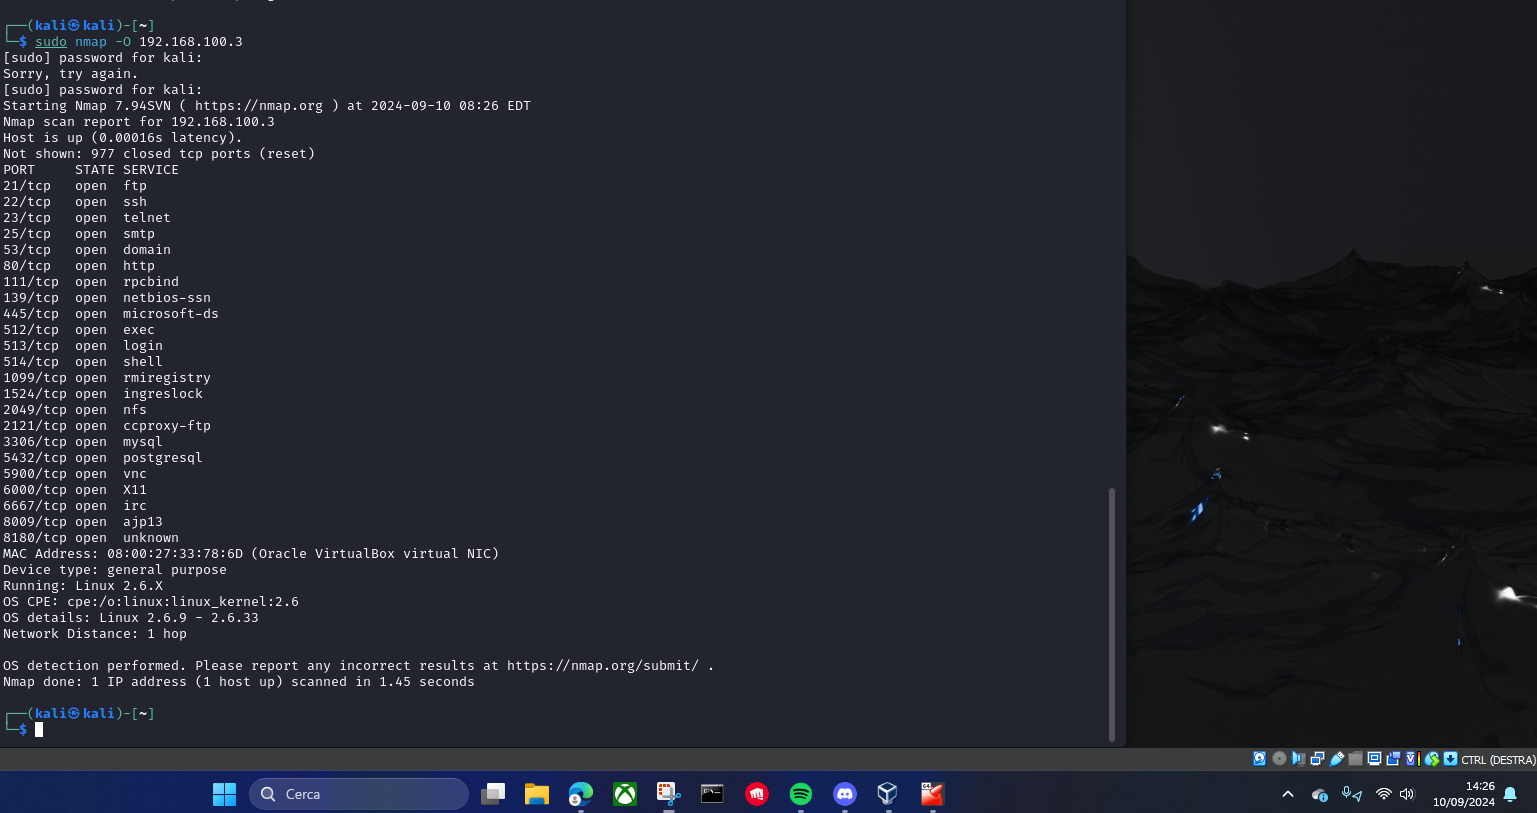 ┌──(kali㉿kali)-[~]
└─$ sudo nmap -O 192.168.100.3
[sudo] password for kali:
Sorry, try again.
[sudo] password for kali:
Starting Nmap 7.94SVN ( https://nmap.org ) at 2024-09-10 08:26 EDT
Nmap scan report for 192.168.100.3
Host is up (0.00016s latency).
Not shown: 977 closed tcp ports (reset)
PORT     STATE SERVICE
21/tcp   open  ftp
22/tcp   open  ssh
23/tcp   open  telnet
25/tcp   open  smtp
53/tcp   open  domain
80/tcp   open  http
111/tcp  open  rpcbind
139/tcp  open  netbios-ssn
445/tcp  open  microsoft-ds
512/tcp  open  exec
513/tcp  open  login
514/tcp  open  shell
1099/tcp open  rmiregistry
1524/tcp open  ingreslock
2049/tcp open  nfs
2121/tcp open  ccproxy-ftp
3306/tcp open  mysql
5432/tcp open  postgresql
5900/tcp open  vnc
6000/tcp open  X11
6667/tcp open  irc
8009/tcp open  ajp13
8180/tcp open  unknown
MAC Address: 08:00:27:33:78:6D (Oracle VirtualBox virtual NIC)
Device type: general purpose
Running: Linux 2.6.X
OS CPE: cpe:/o:linux:linux_kernel:2.6
OS details: Linux 2.6.9 - 2.6.33
Network Distance: 1 hop
OS detection performed. Please report any incorrect results at https://nmap.org/submit/ .
Nmap done: 1 IP address (1 host up) scanned in 1.45 seconds
┌──(kali㉿kali)-[~]
└─$
CTRL (DESTRA)
Cerca
14:26
10/09/2024